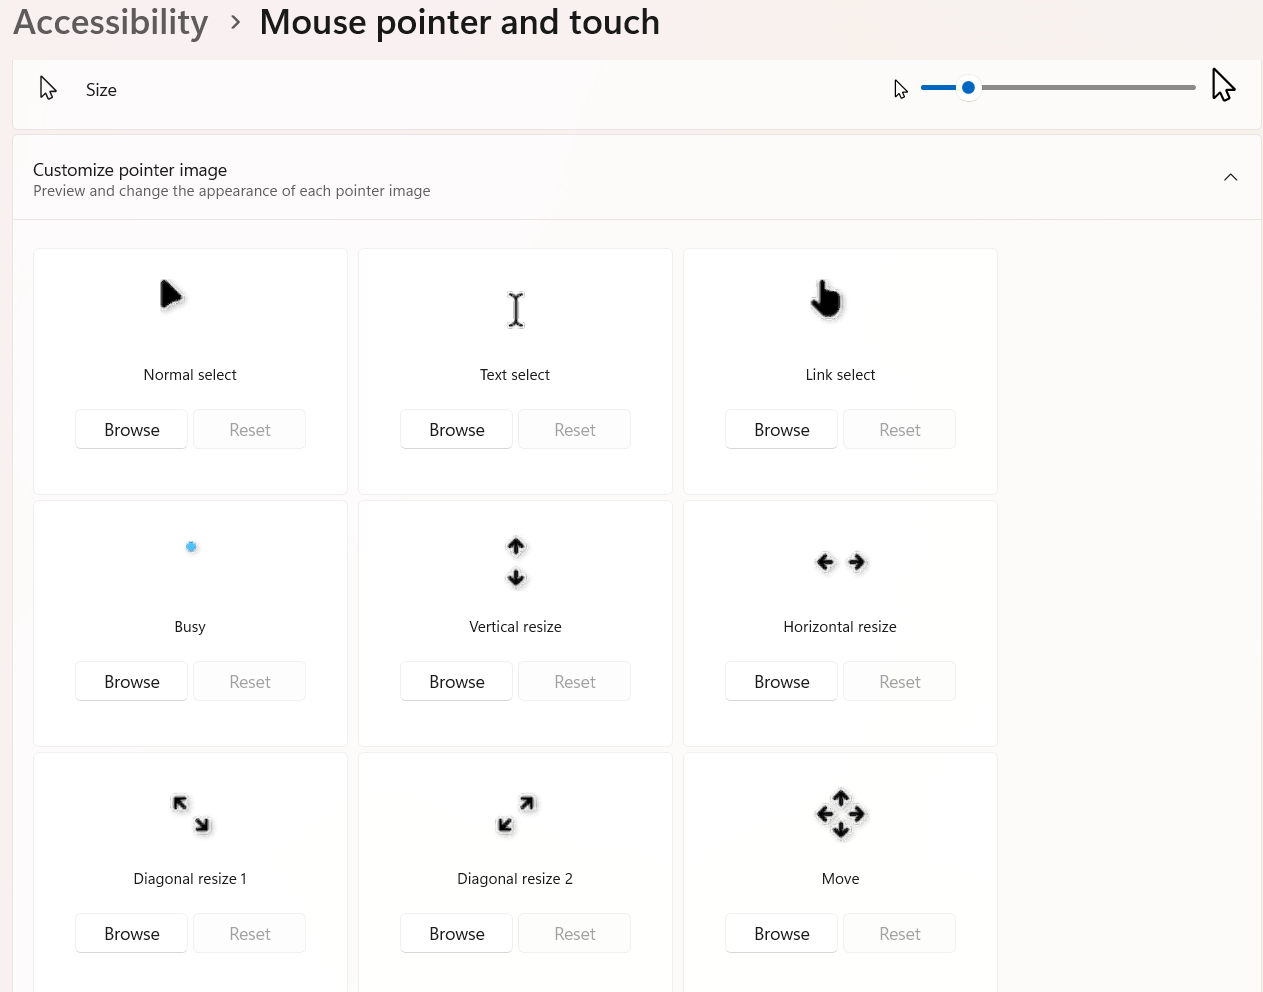 Accessibility > Mouse pointer and touch
Size
Customize pointer image
Preview and change the appearance of each pointer image
Normal select
Text select
Link select
Browse Reset
Browse Reset
Browse Reset
Busy
Vertical resize
Horizontal resize
Browse Reset
Browse Reset
Browse Reset
Diagonal resize 1
Diagonal resize 2
Move
Browse Reset
Browse Reset
Browse Reset